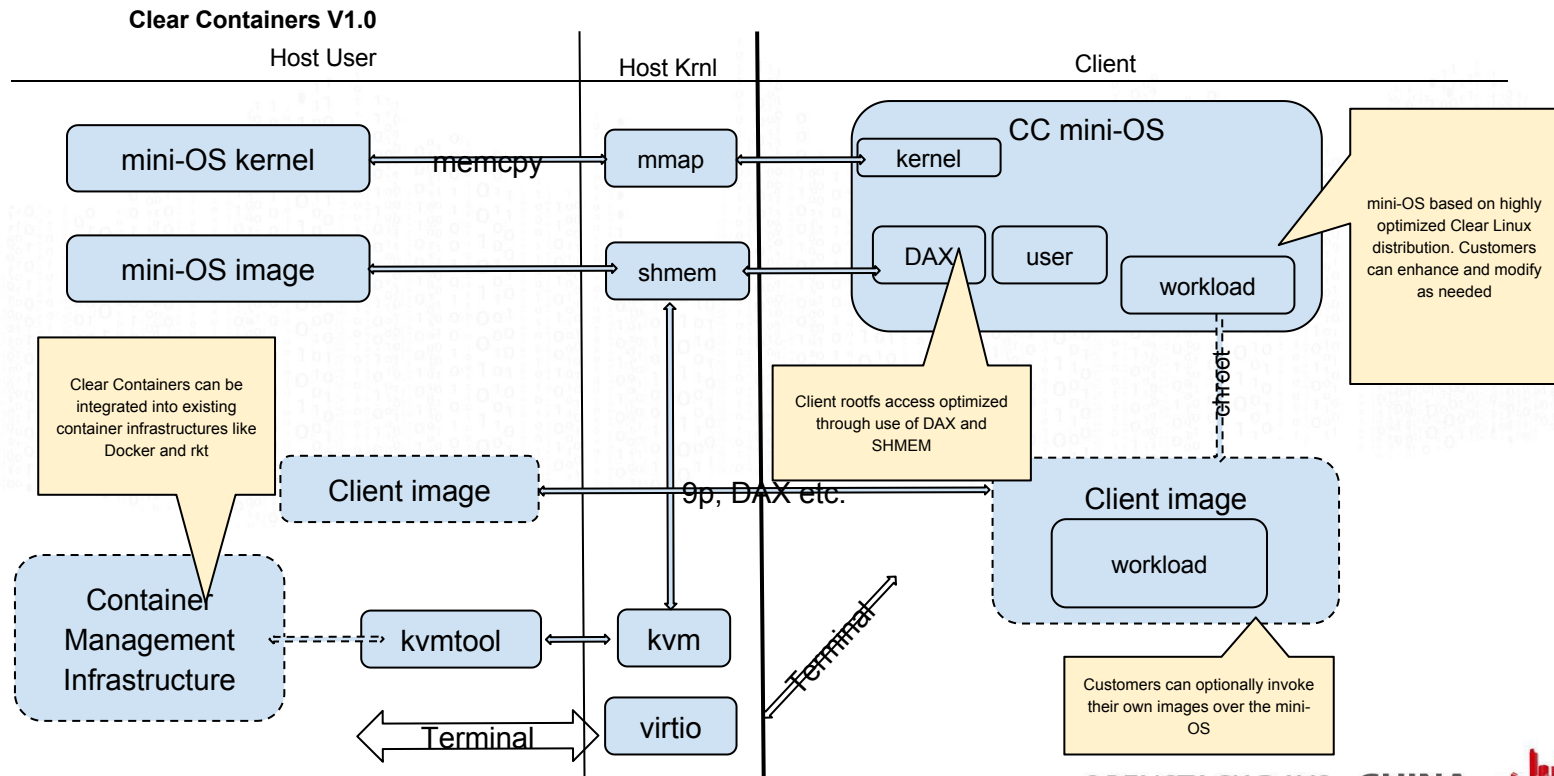 Clear Containers V1.0
Host User
Host Krnl
Client
mini-OS kernel
memcpy
mmap
CC mini-OS
kernel
mini-OS image
shmem
DAX
user
workload
mini-OS based on highly
optimized Clear Linux
distribution. Customers
can enhance and modify
as needed
chroot
Clear Containers can be
integrated into existing
container infrastructures like
Docker and rkt
Client rootfs access optimized
through use of DAX and
SHMEM
Client image
9p, DAX etc.
Client image
workload
Container
Management
Infrastructure
kvmtool
kvm
Terminal
Customers can optionally invoke
their own images over the mini-
OS
Terminal
virtio